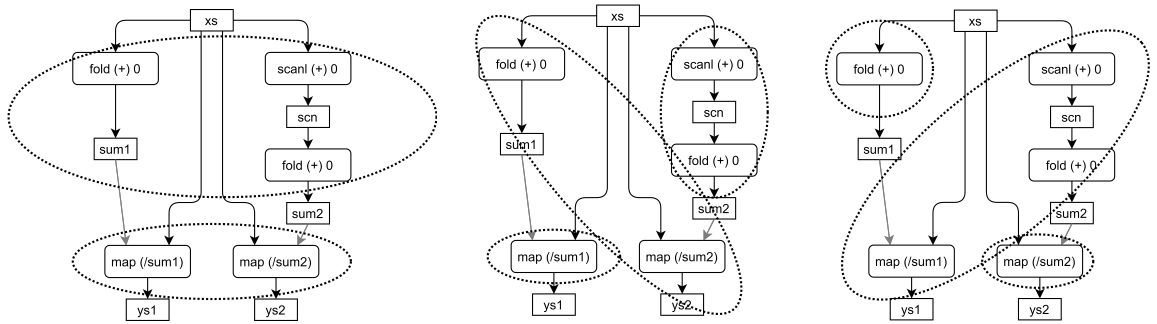 xs
fold (+) 0
scanl (+) 0
scn
sum1
fold (+) 0
sum2
map (/sum1)
map (/sum2)
ys1
ys2
xs
fold (+) 0
scanl (+) 0
scn
sum1
fold (+) 0
sum2
map (/sum1)
map (/sum2)
ys1
ys2
xs
fold (+) 0
scanl (+) 0
scn
sum1
fold (+) 0
sum2
map (/sum1)
map (/sum2)
ys1
ys2